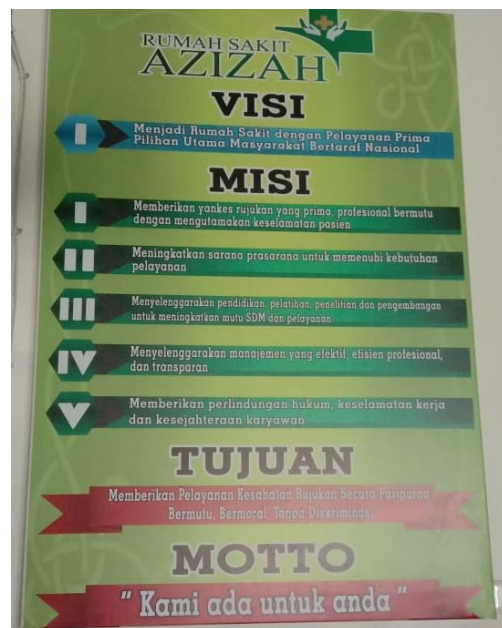 RUMAH SAKIT
AZIZAH
VISI
I
Menjadi Rumah Sakit dengan Pelayanan Prima
Pilihan Utama Masyarakat Bertaraf Nasional
MISI
I
Memberikan yankes rujukan yang prima, profesional bermutu
dengan mengutamakan keselamatan pasien
II
Meningkatkan sarana prasarana untuk memenuhi kebutuhan
pelayanan
III
Menyelenggarakan pendidikan, pelatihan, penelitian dan pengembangan
untuk meningkatkan mutu SDM dan pelayanan
IV
Menyelenggarakan manajemen yang efektif, efisien profesional,
dan transparan
V
Memberikan perlindungan hukum, keselamatan kerja
dan kesejahteraan karyawan
TUJUAN
Memberikan Pelayanan Kesahatan Rujukan Secara Paripurna
Bermutu, Bermoral, Tanpa Diskriminasi
MOTTO
" Kami ada untuk anda "